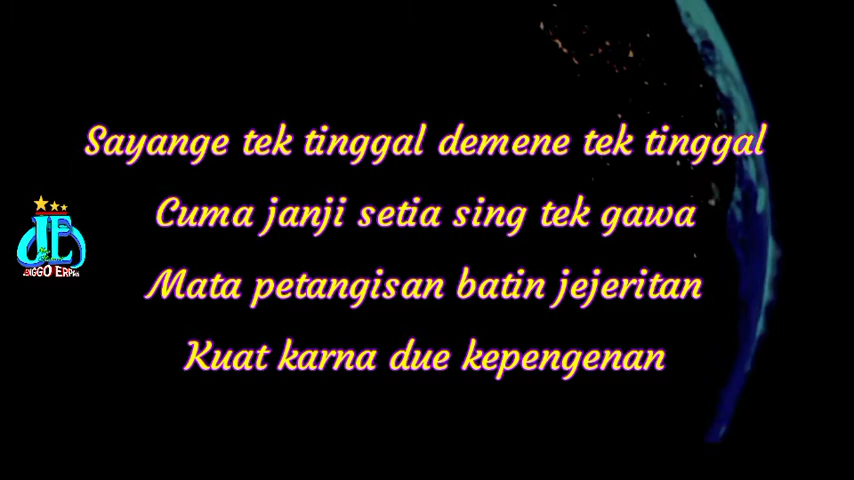 Sayange tek tinggal demene tek tinggal
Cuma janji setia sing tek gawa
Mata petangisan batin jejeritan
Kuat karna due kepengenan